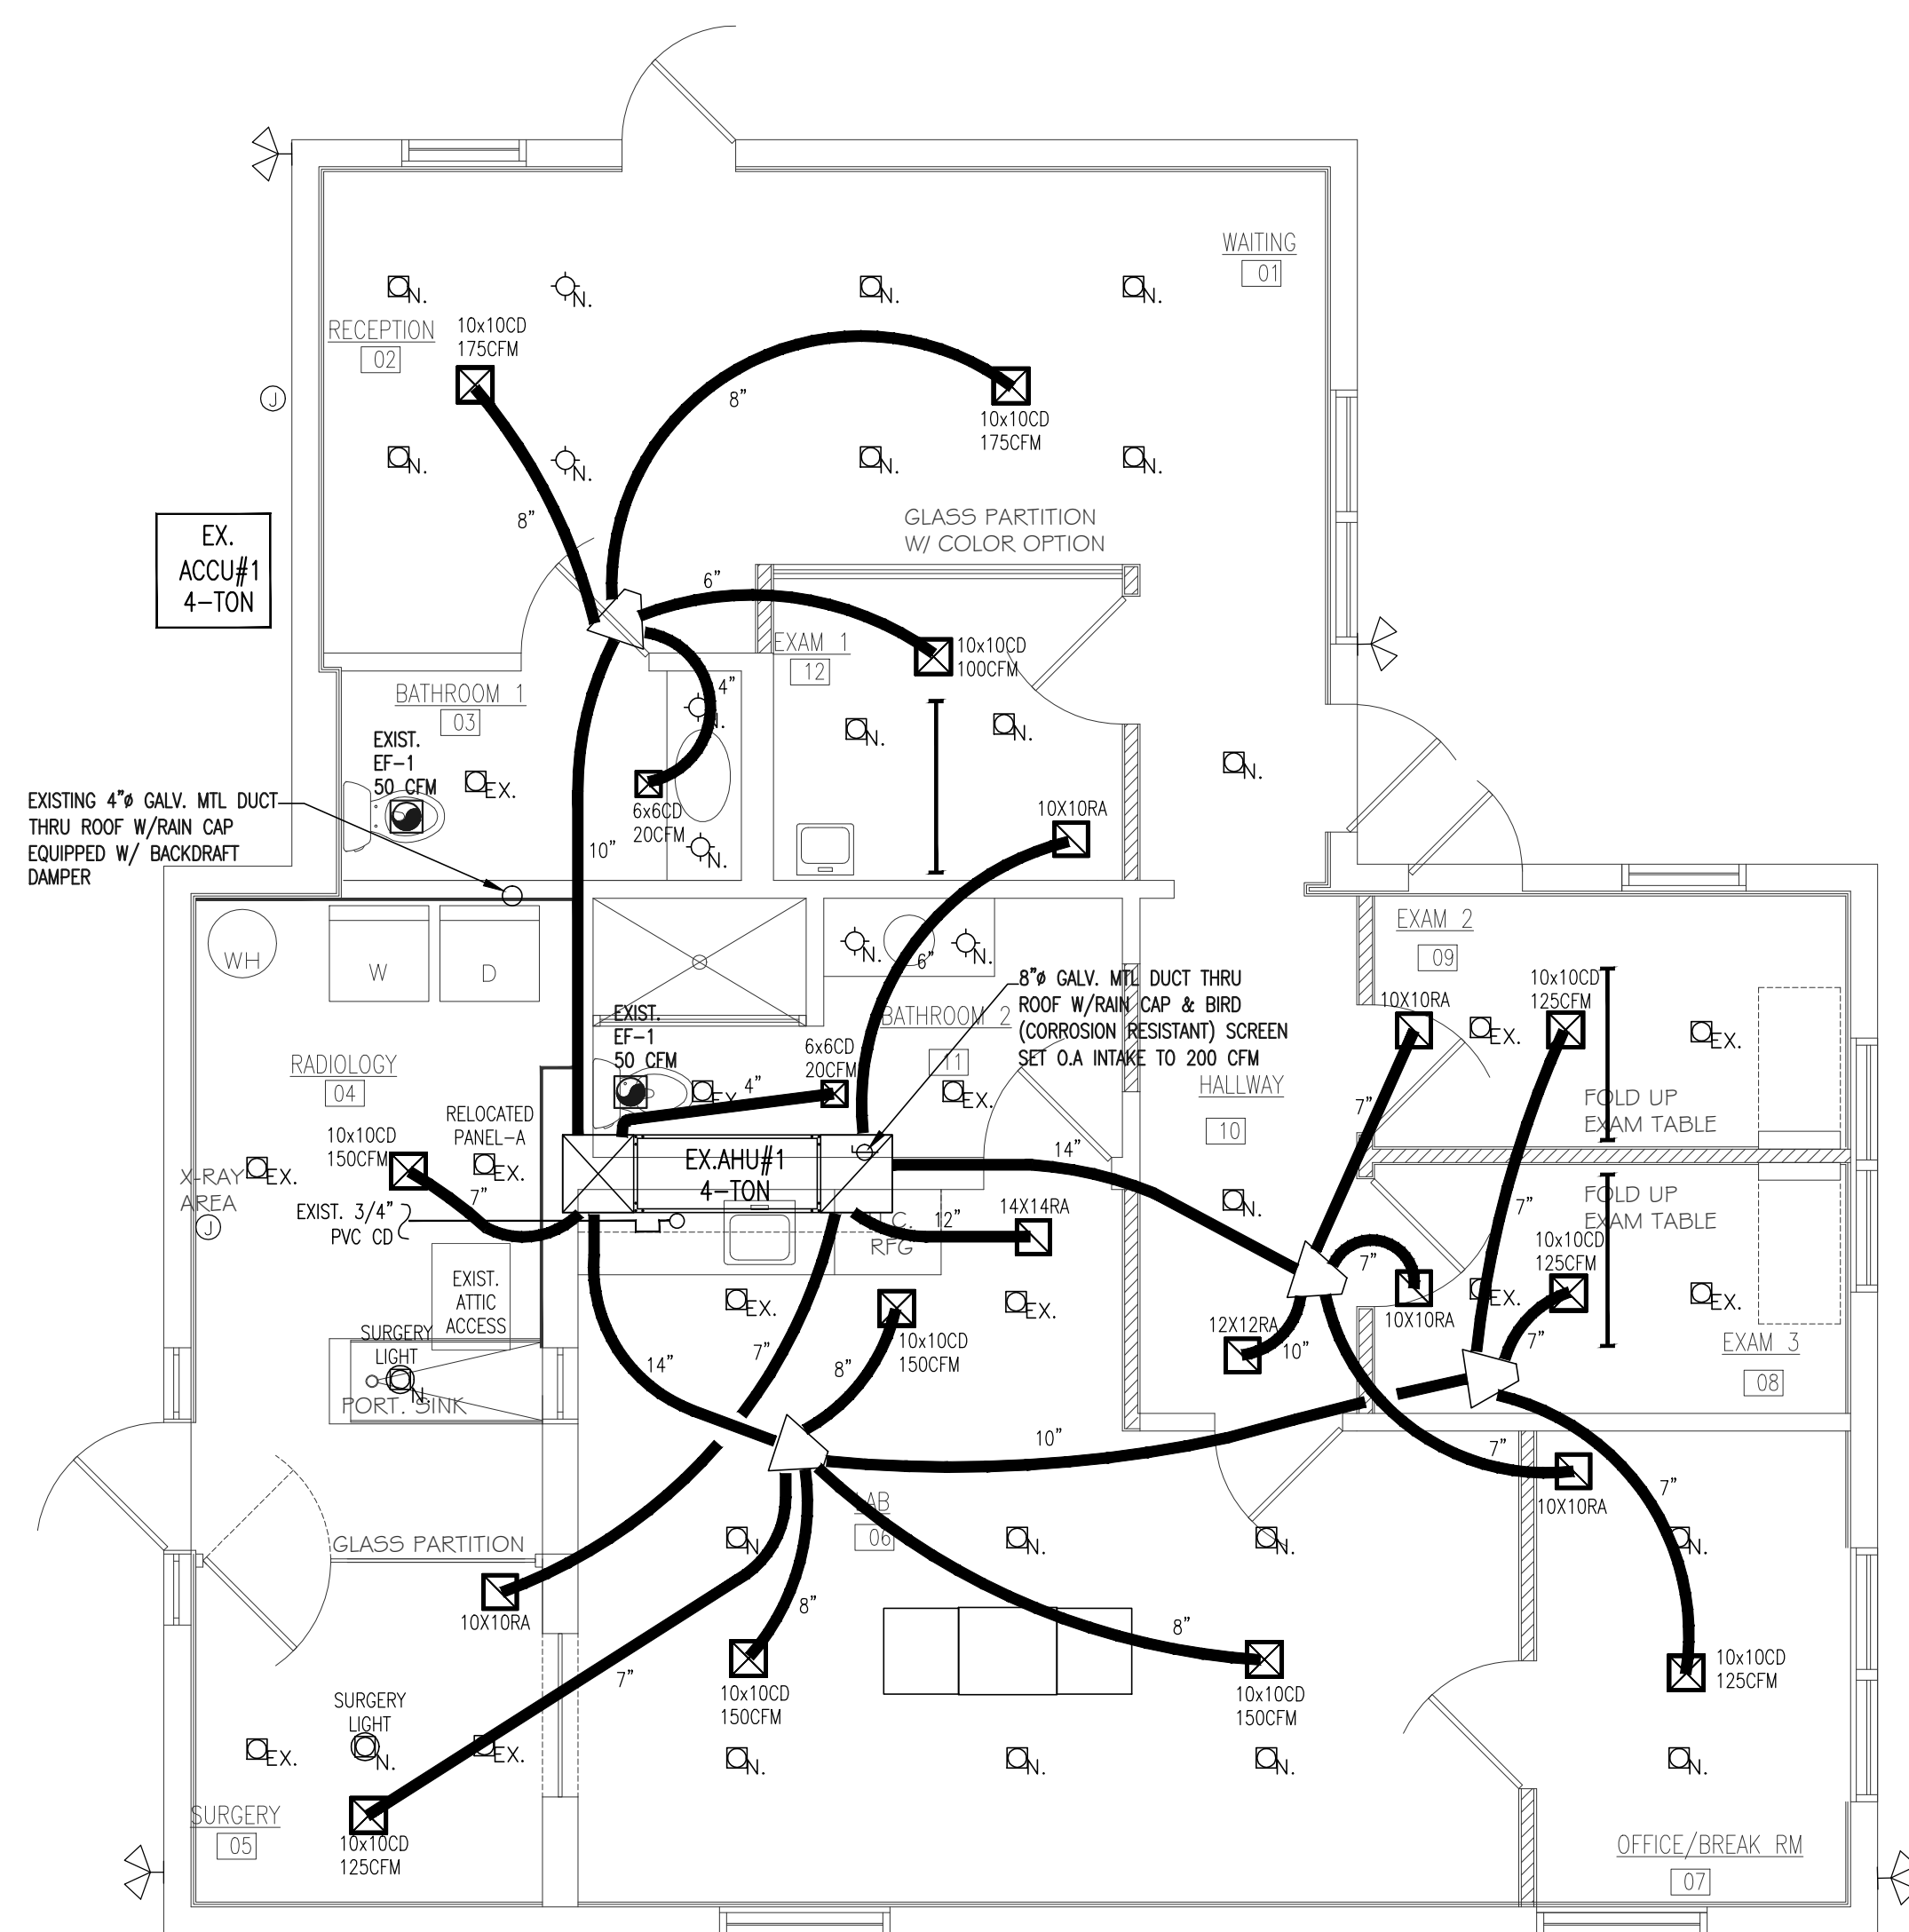 WAITING
01
N.
N.
N.
N.
RECEPTION
02
10x10CD
175CFM
8"
10x10CD
175CFM
J
N.
N.
N.
N.
8"
GLASS PARTITION
W/ COLOR OPTION
EX.
ACCU#1
4-TON
6"
EXAM 1
12
10x10CD
100CFM
BATHROOM 1
03
4"
N.
N.
N.
N.
EXIST.
EF-1
50 CFM
EX.
6x6CD
20CFM
10X10RA
EXISTING 4"ø GALV. MTL DUCT
THRU ROOF W/RAIN CAP
EQUIPPED W/ BACKDRAFT
DAMPER
10"
N.
WH
W
D
N.
N.
6"
EXAM 2
09
8"ø GALV. MTL DUCT THRU
ROOF W/RAIN CAP & BIRD
(CORROSION RESISTANT) SCREEN
SET O.A INTAKE TO 200 CFM
10X10RA
10x10CD
125CFM
EX.
EX.
EXIST.
EF-1
50 CFM
BATHROOM 2
11
6x6CD
20CFM
4"
EX.
EX.
RADIOLOGY
04
HALLWAY
10
7"
FOLD UP
EXAM TABLE
RELOCATED
PANEL-A
10x10CD
150CFM
EX.
EX.
X-RAY
AREA
J
7"
EX.AHU#1
4-TON
14"
EXIST. 3/4"
PVC CD
12"
14X14RA
RFG
N.
7"
FOLD UP
EXAM TABLE
10x10CD
125CFM
7"
EXIST.
ATTIC
ACCESS
EX.
EX.
EX.
EX.
10X10RA
7"
12X12RA
10"
EXAM 3
08
SURGERY
LIGHT
N.
PORT. SINK
14"
7"
8"
10x10CD
150CFM
10"
7"
10X10RA
7"
LAB
06
GLASS PARTITION
N.
N.
N.
N.
10X10RA
8"
8"
7"
10x10CD
150CFM
10x10CD
150CFM
10x10CD
125CFM
SURGERY
LIGHT
EX.
N.
EX.
N.
N.
N.
N.
SURGERY
05
10x10CD
125CFM
OFFICE/BREAK RM
07